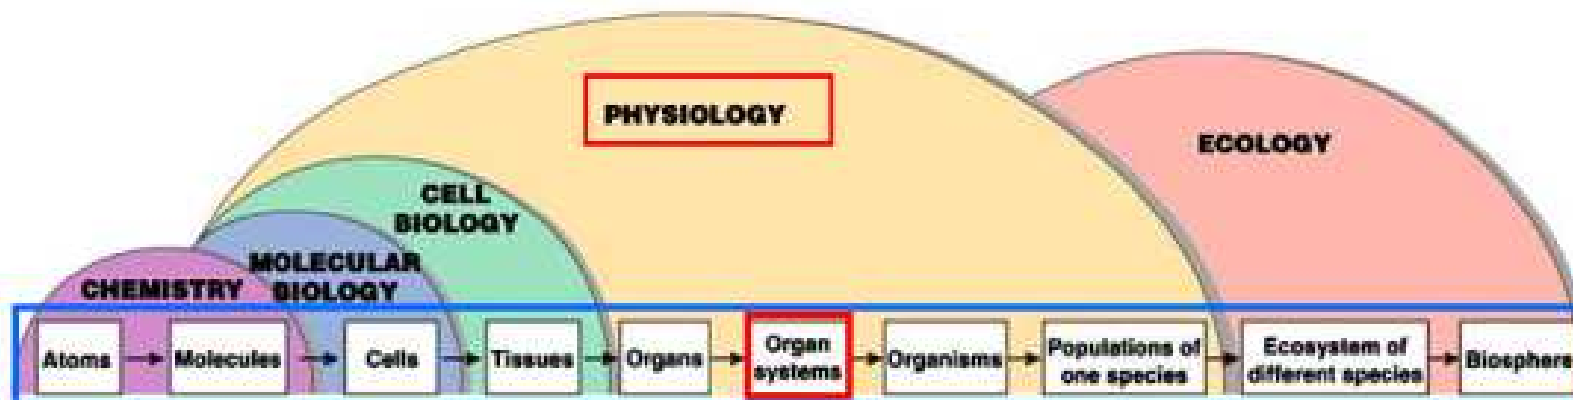 PHYSIOLOGY
ECOLOGY
CELL
BIOLOGY
MOLECULAR
BIOLOGY
CHEMISTRY
Atoms
Molecules
Cells
Tissues
Organs
Organ
systems
Organisms
Populations of
one species
Ecosystem of
different species
Biosphere